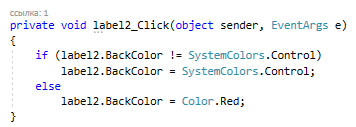 ссылка: 1
private void label2_Click(object sender, EventArgs e)
{
    if (label2.BackColor != SystemColors.Control)
        label2.BackColor = SystemColors.Control;
    else
        label2.BackColor = Color.Red;
}